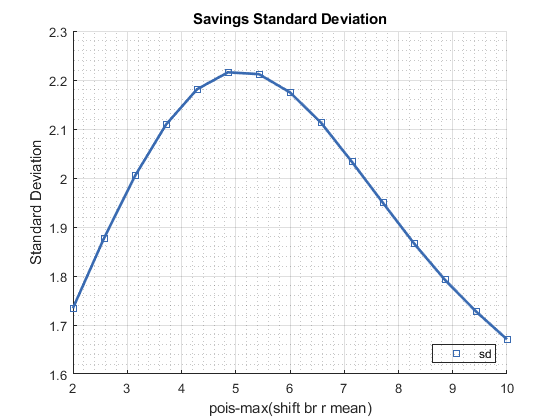 Savings Standard Deviation
2.3
2.2
2.1
2
1.9
1.8
1.7
1.6
Standard Deviation
2 3 4 5 6 7 8 9 10
pois-max(shift br r mean)
sd